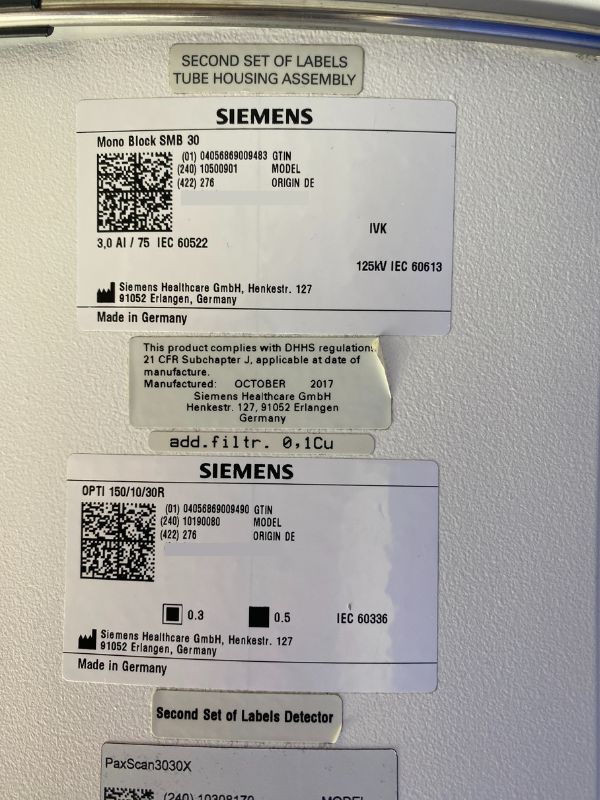 SECOND SET OF LABELS
TUBE HOUSING ASSEMBLY
SIEMENS
Mono Block SMB 30
(01) 04056869009483 GTIN
(240) 10500901 MODEL
(422) 276 ORIGIN DE
IVK
3,0 Al / 75 IEC 60522
125kV IEC 60613
Siemens Healthcare GmbH, Henkestr. 127
91052 Erlangen, Germany
Made in Germany
This product complies with DHHS regulations
21 CFR Subchapter J, applicable at date of
manufacture.
Manufactured: OCTOBER 2017
Siemens Healthcare GmbH
Henkestr. 127, 91052 Erlangen
Germany
add.filtr. 0,1Cu
SIEMENS
OPTI 150/10/30R
(01) 04056869009490 GTIN
(240) 10190080 MODEL
(422) 276 ORIGIN DE
0.3 0.5 IEC 60336
Siemens Healthcare GmbH, Henkestr. 127
91052 Erlangen, Germany
Made in Germany
Second Set of Labels Detector
PaxScan3030X
(240) 10308170 MODEL